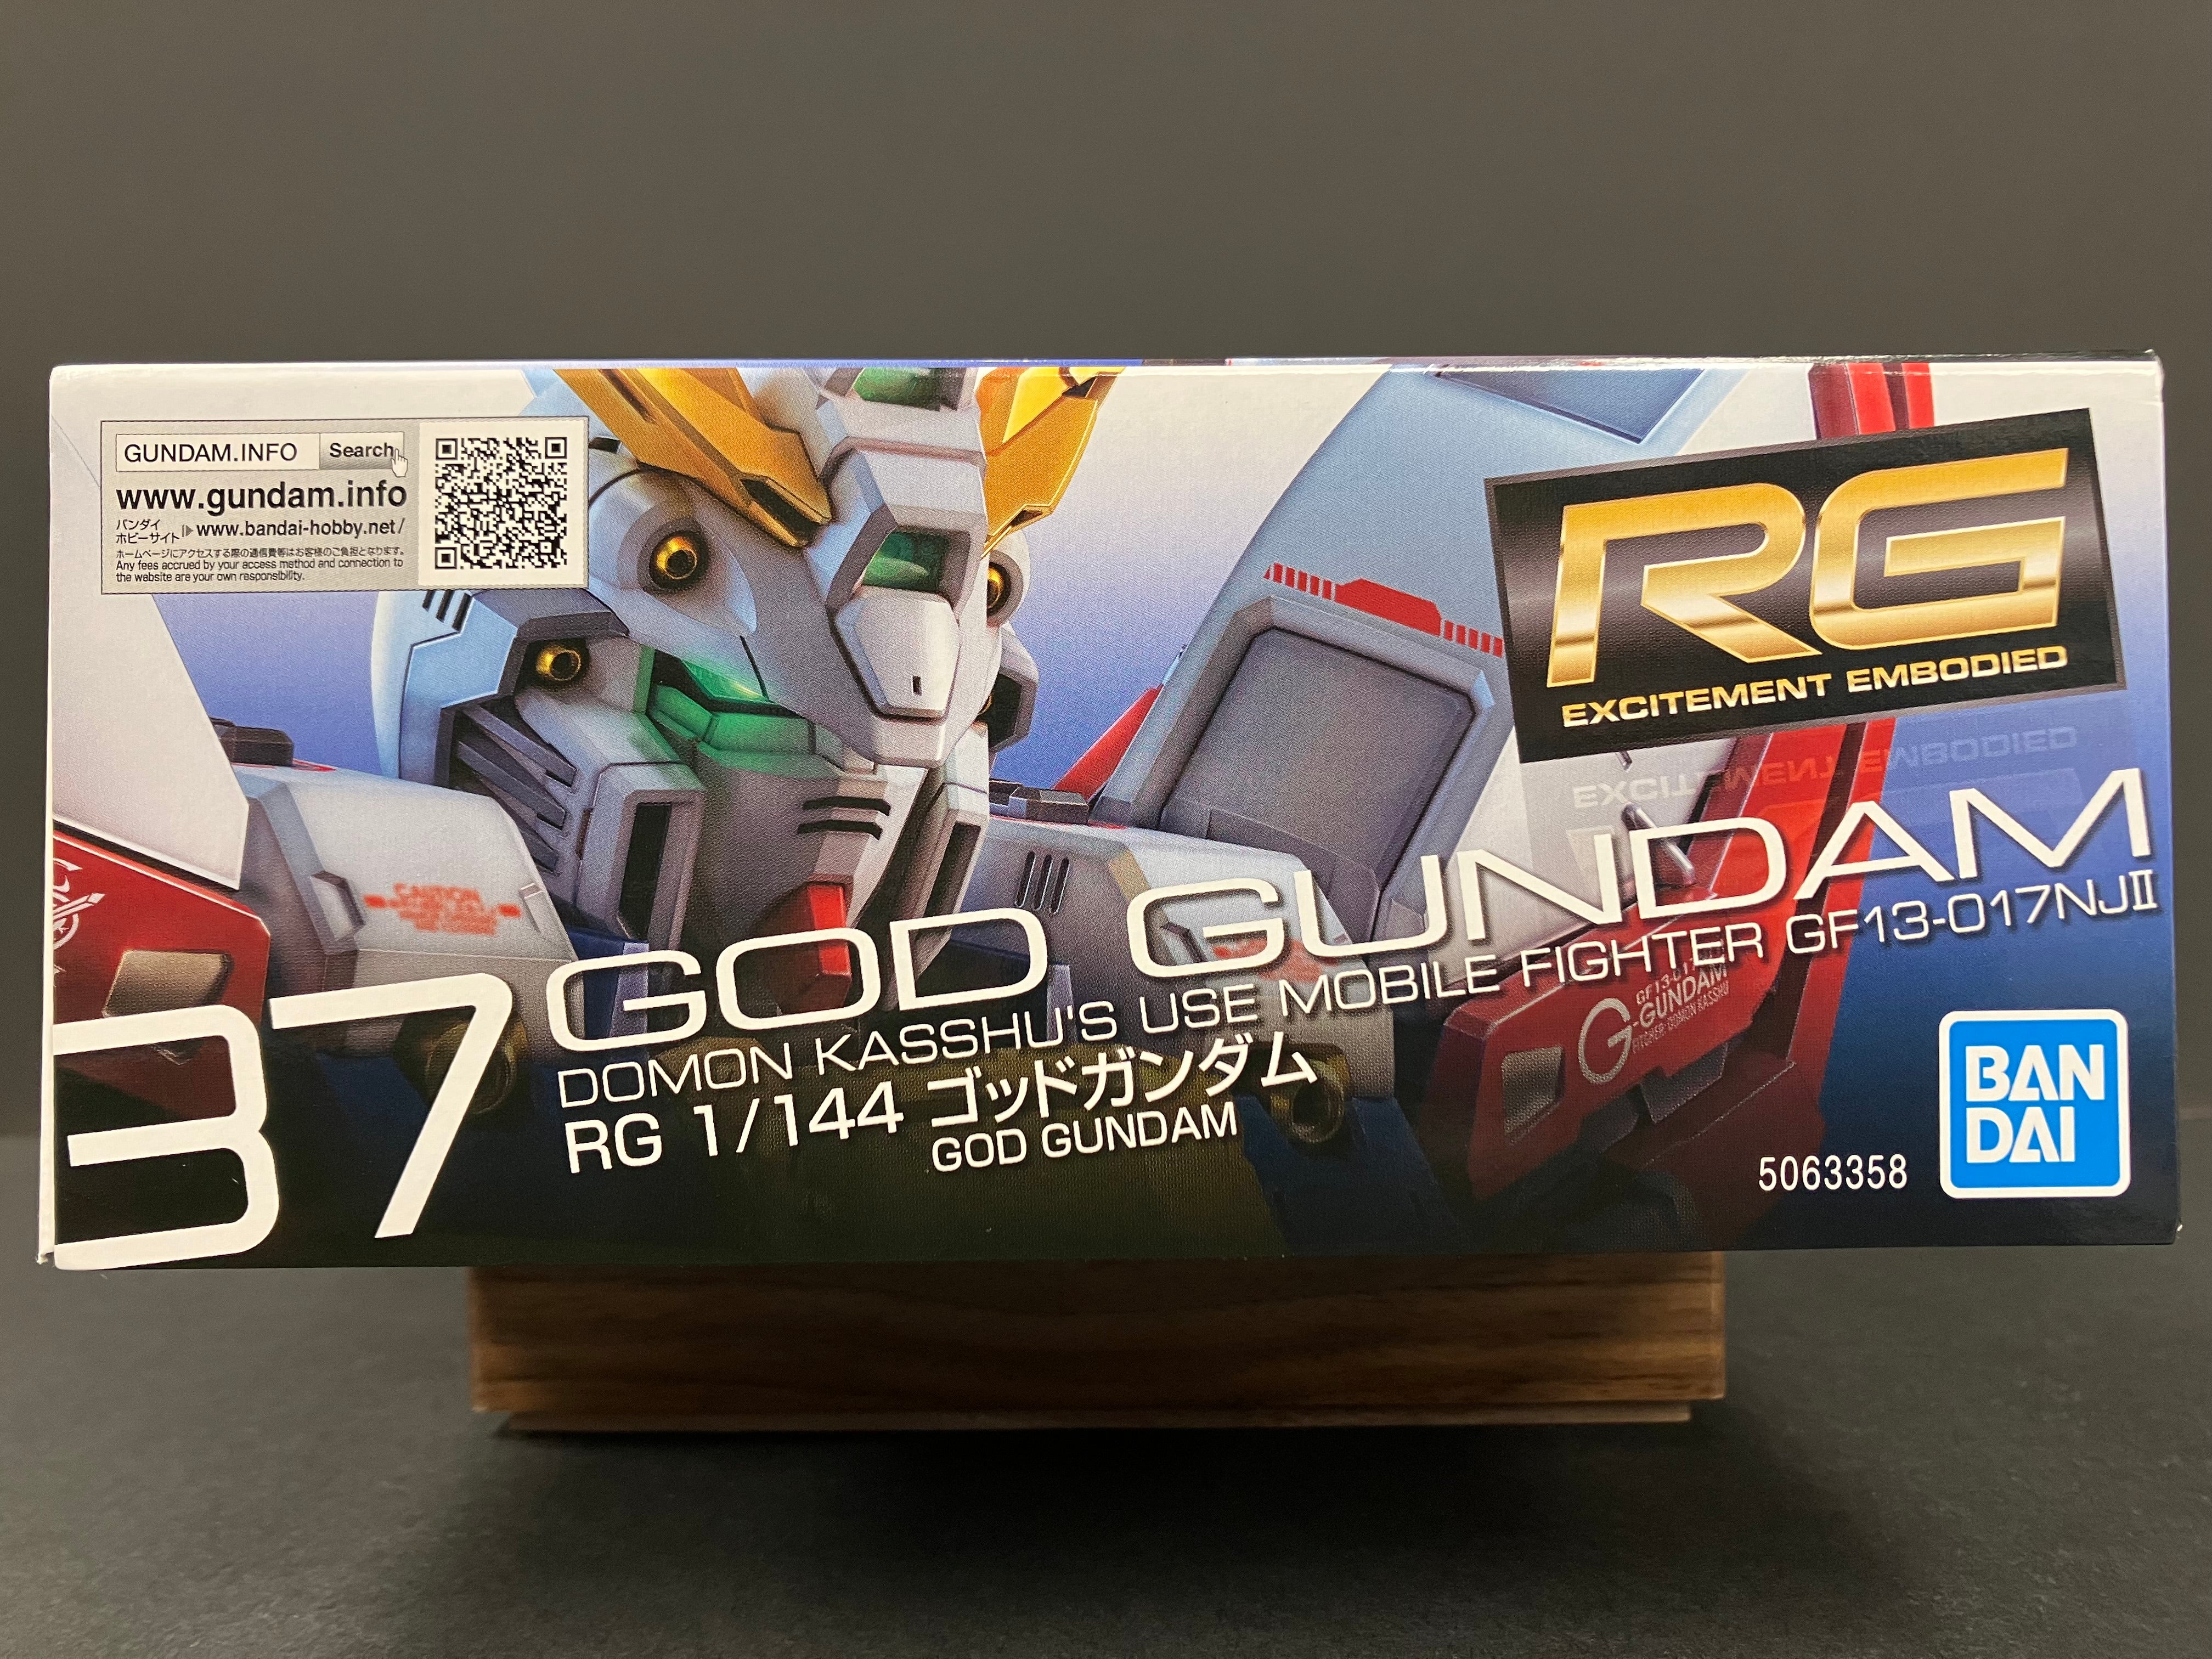 GUNDAM.INFO Search
www.gundam.info
バンダイ
ホビーサイト www.bandai-hobby.net/
ホームページにアクセスする際の通信費等はお客様のご負担となります。
Any fees accrued by your access method and connection to
the website are your own responsibility.
RG
EXCITEMENT EMBODIED
EXCITEMENT EMBODIED
CAUTION
37
GOD GUNDAM
DOMON KASSHU'S USE MOBILE FIGHTER GF13-017NJII
RG 1/144 ゴッドガンダム
GOD GUNDAM
G-GUNDAM
5063358
BAN
DAI